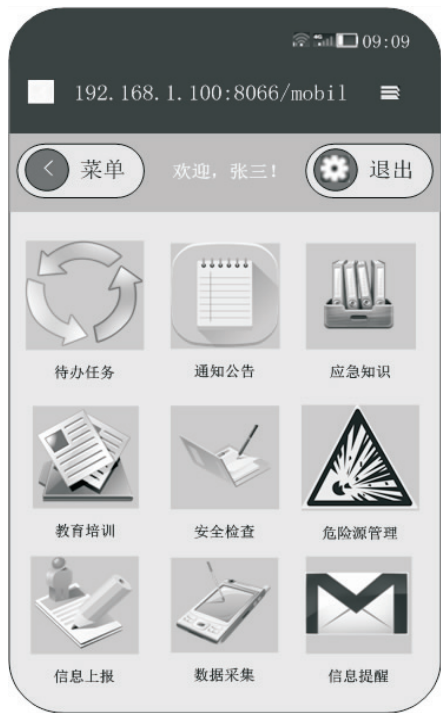 09:09
192.168.1.100:8066/mobil
菜单 欢迎, 张三! 退出
待办任务 通知公告 应急知识
教育培训 安全检查 危险源管理
信息上报 数据采集 信息提醒